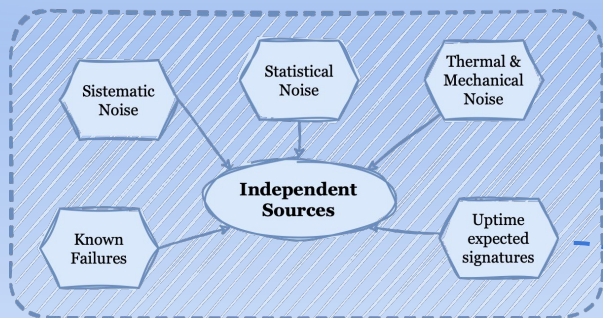 Sistematic
Noise
Statistical
Noise
Thermal &
Mechanical
Noise
Independent
Sources
Known
Failures
Uptime
expected
signatures